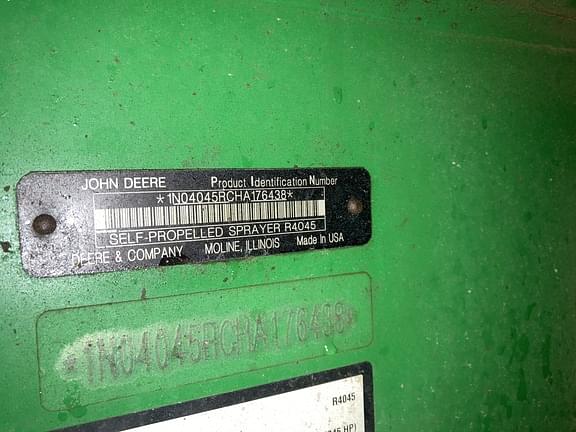 JOHN DEERE Product Identification Number
*1N04045RCHA176438*
SELF-PROPELLED SPRAYER R4045
DEERE & COMPANY MOLINE, ILLINOIS Made In USA
*1N04045RCHA176438*
R4045
HP)